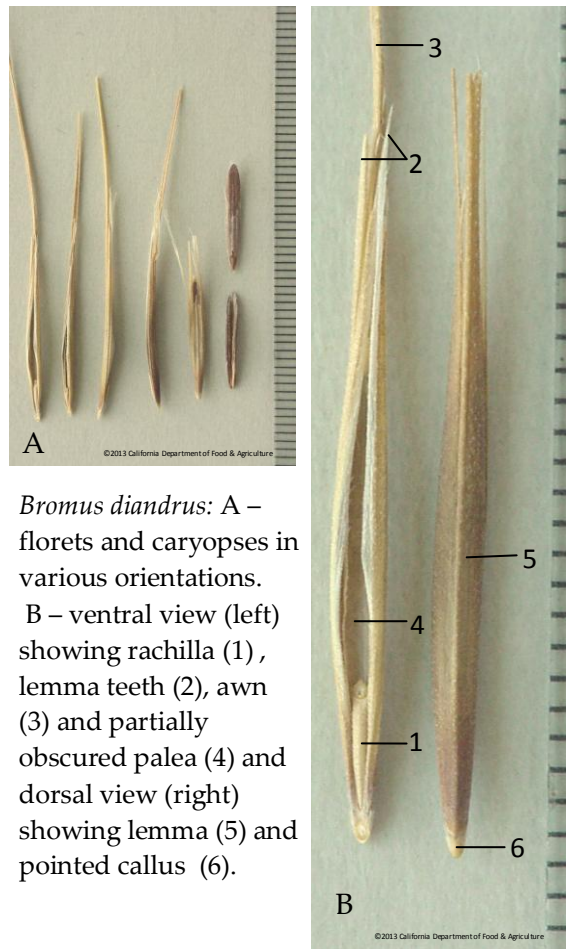 A
©2013 California Department of Food & Agriculture
Bromus diandrus: A –
florets and caryopses in
various orientations.
B – ventral view (left)
showing rachilla (1) ,
lemma teeth (2), awn
(3) and partially
obscured palea (4) and
dorsal view (right)
showing lemma (5) and
pointed callus (6).
3
2
5
4
1
6
B
©2013 California Department of Food & Agriculture